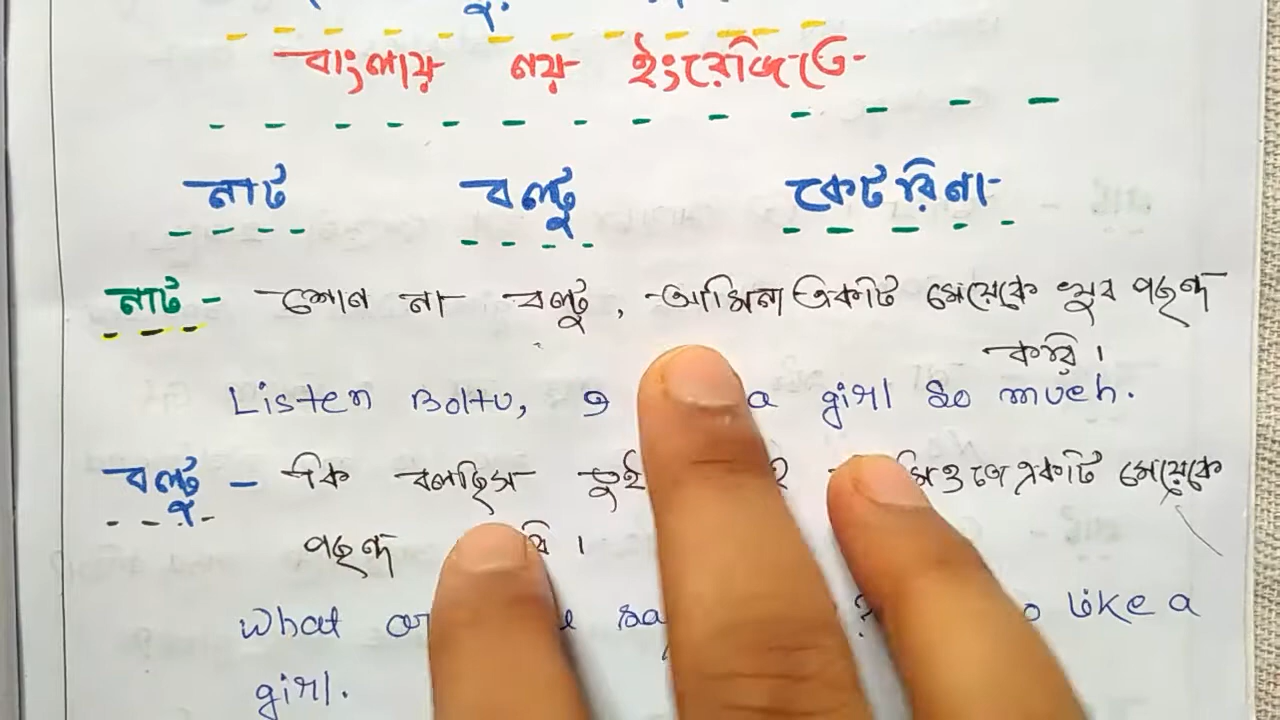 বাংলায় নয় ইংরেজিতে
নাট বল্টু কেটরিনা
নাট - শোন না বল্টু, আমিনা একটি মেয়েকে খুব পছন্দ
করি।
Listen Boltu, I a girl so much.
বল্টু - কি বলছিস তুই একটি মেয়েকে
পছন্দ
What like a
girl.